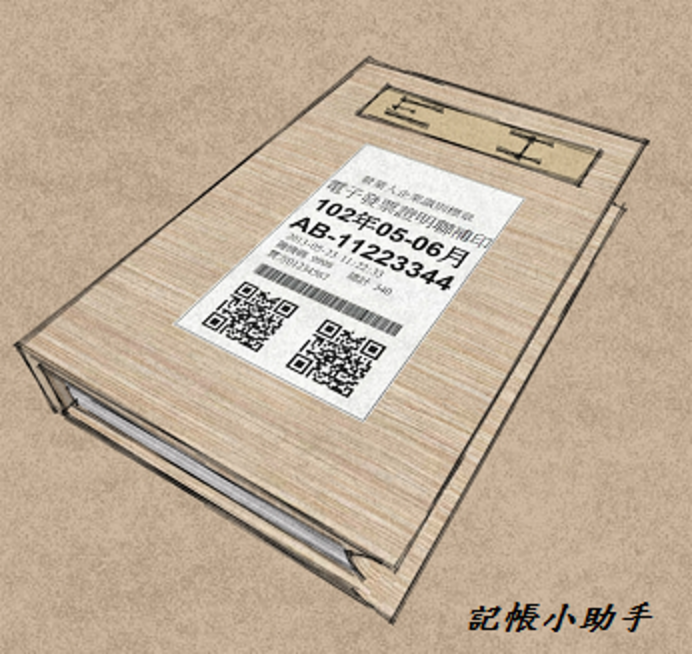 營業人企業識別標章
電子發票證明聯補印
102年05-06月
AB-11223344
2013-05-23 11:22:33
隨機碼 9999 總計 340
賣方01234567
記帳小助手